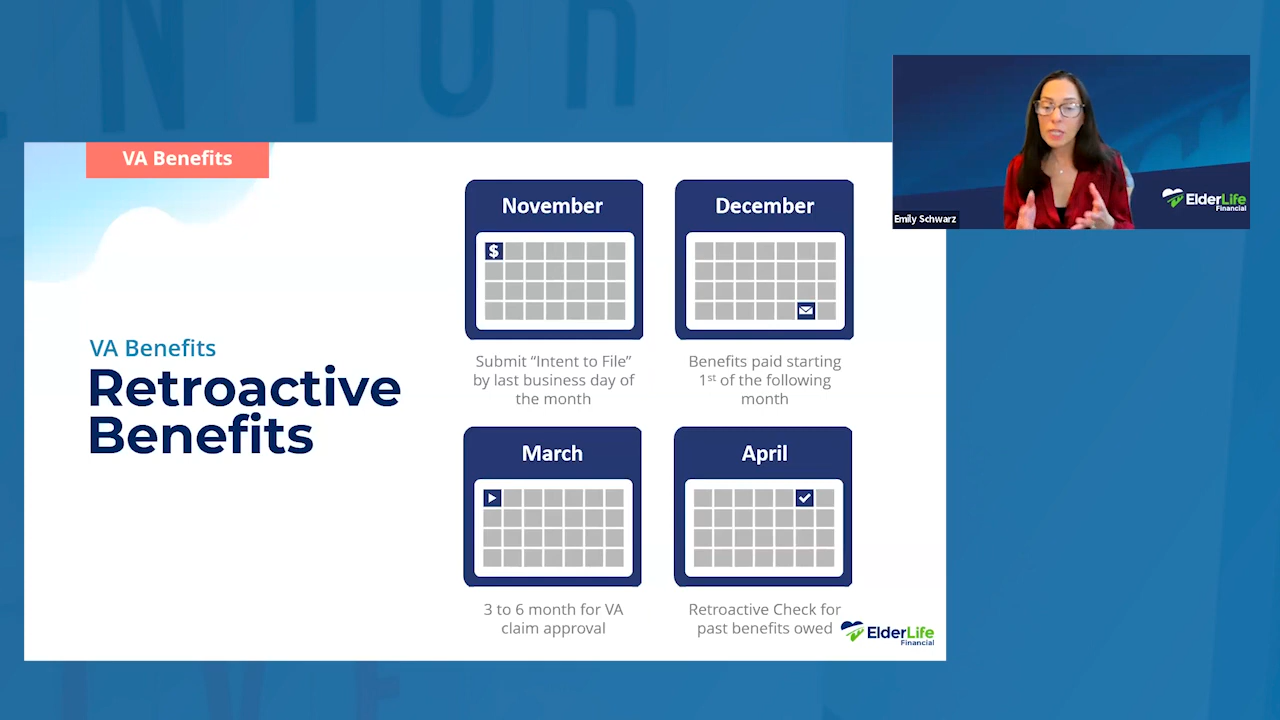 VA Benefits
VA Benefits
Retroactive
Benefits
November
$
Submit “Intent to File”
by last business day of
the month
December
Benefits paid starting
1st of the following
month
March
3 to 6 month for VA
claim approval
April
Retroactive Check for
past benefits owed
ElderLife
Financial
Emily Schwarz
ElderLife
Financial